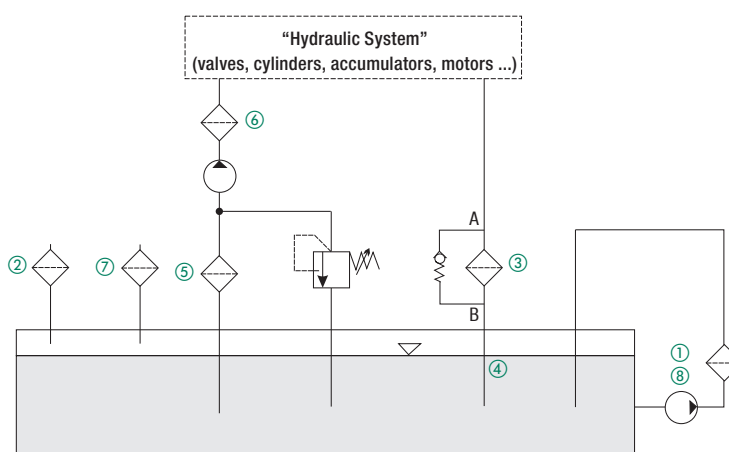 “Hydraulic System”
(valves, cylinders, accumulators, motors ...)
⑥
A
② ⑦ ⑤ ③
B
①
④ ⑧